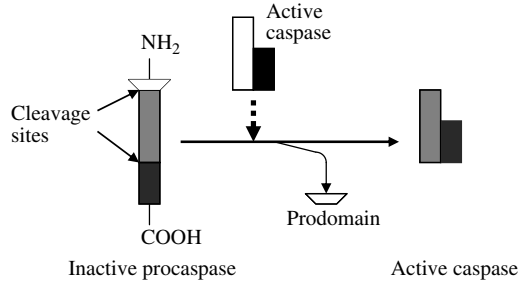 NH2
Active
caspase
Cleavage
sites
Prodomain
COOH
Inactive procaspase
Active caspase